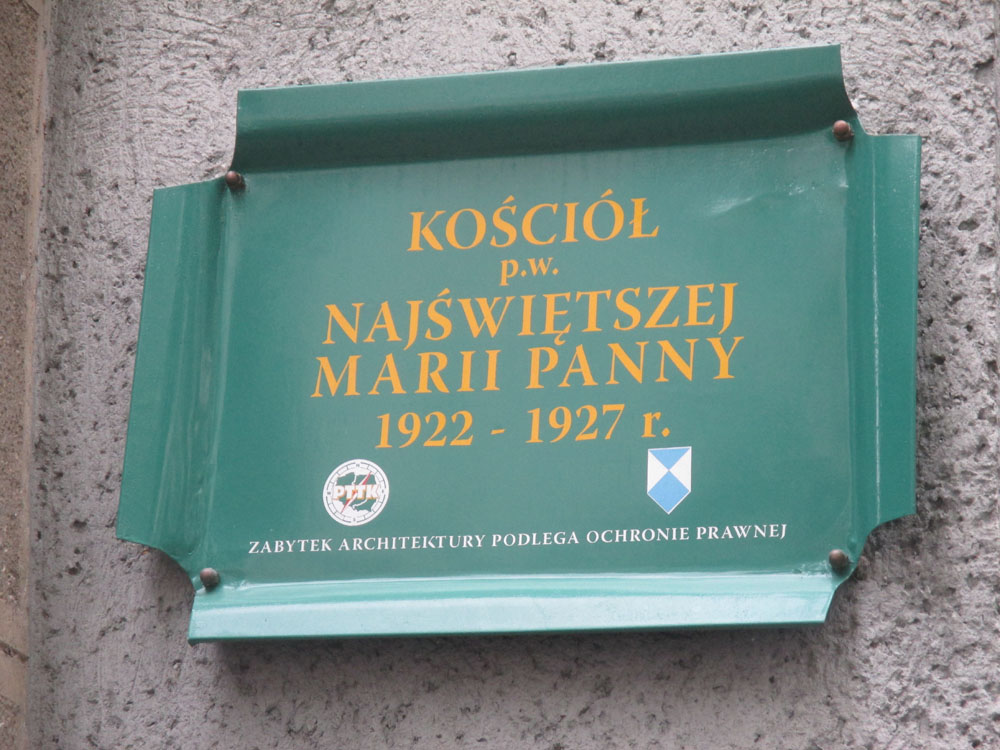 KOŚCIÓŁ
p.w.
NAJŚWIĘTSZEJ
MARII PANNY
1922 - 1927 r.
PTTK
ZABYTEK ARCHITEKTURY PODLEGA OCHRONIE PRAWNEJ